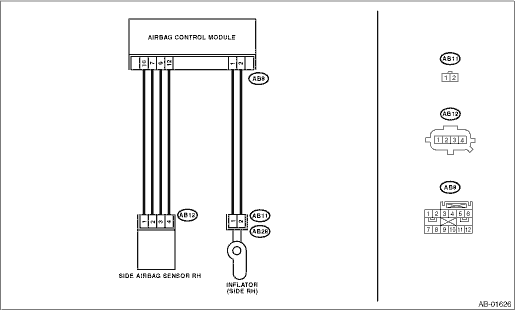 AIRBAG CONTROL MODULE
10 7 9 12 1 2
AB9
1 2 3 4
AB12
1 2
AB11
AB26
SIDE AIRBAG SENSOR RH
INFLATOR
(SIDE RH)
AB11
1 2
AB12
1 2 3 4
AB9
1 2 3 4 5 6
7 8 9 10 11 12
AB-01626